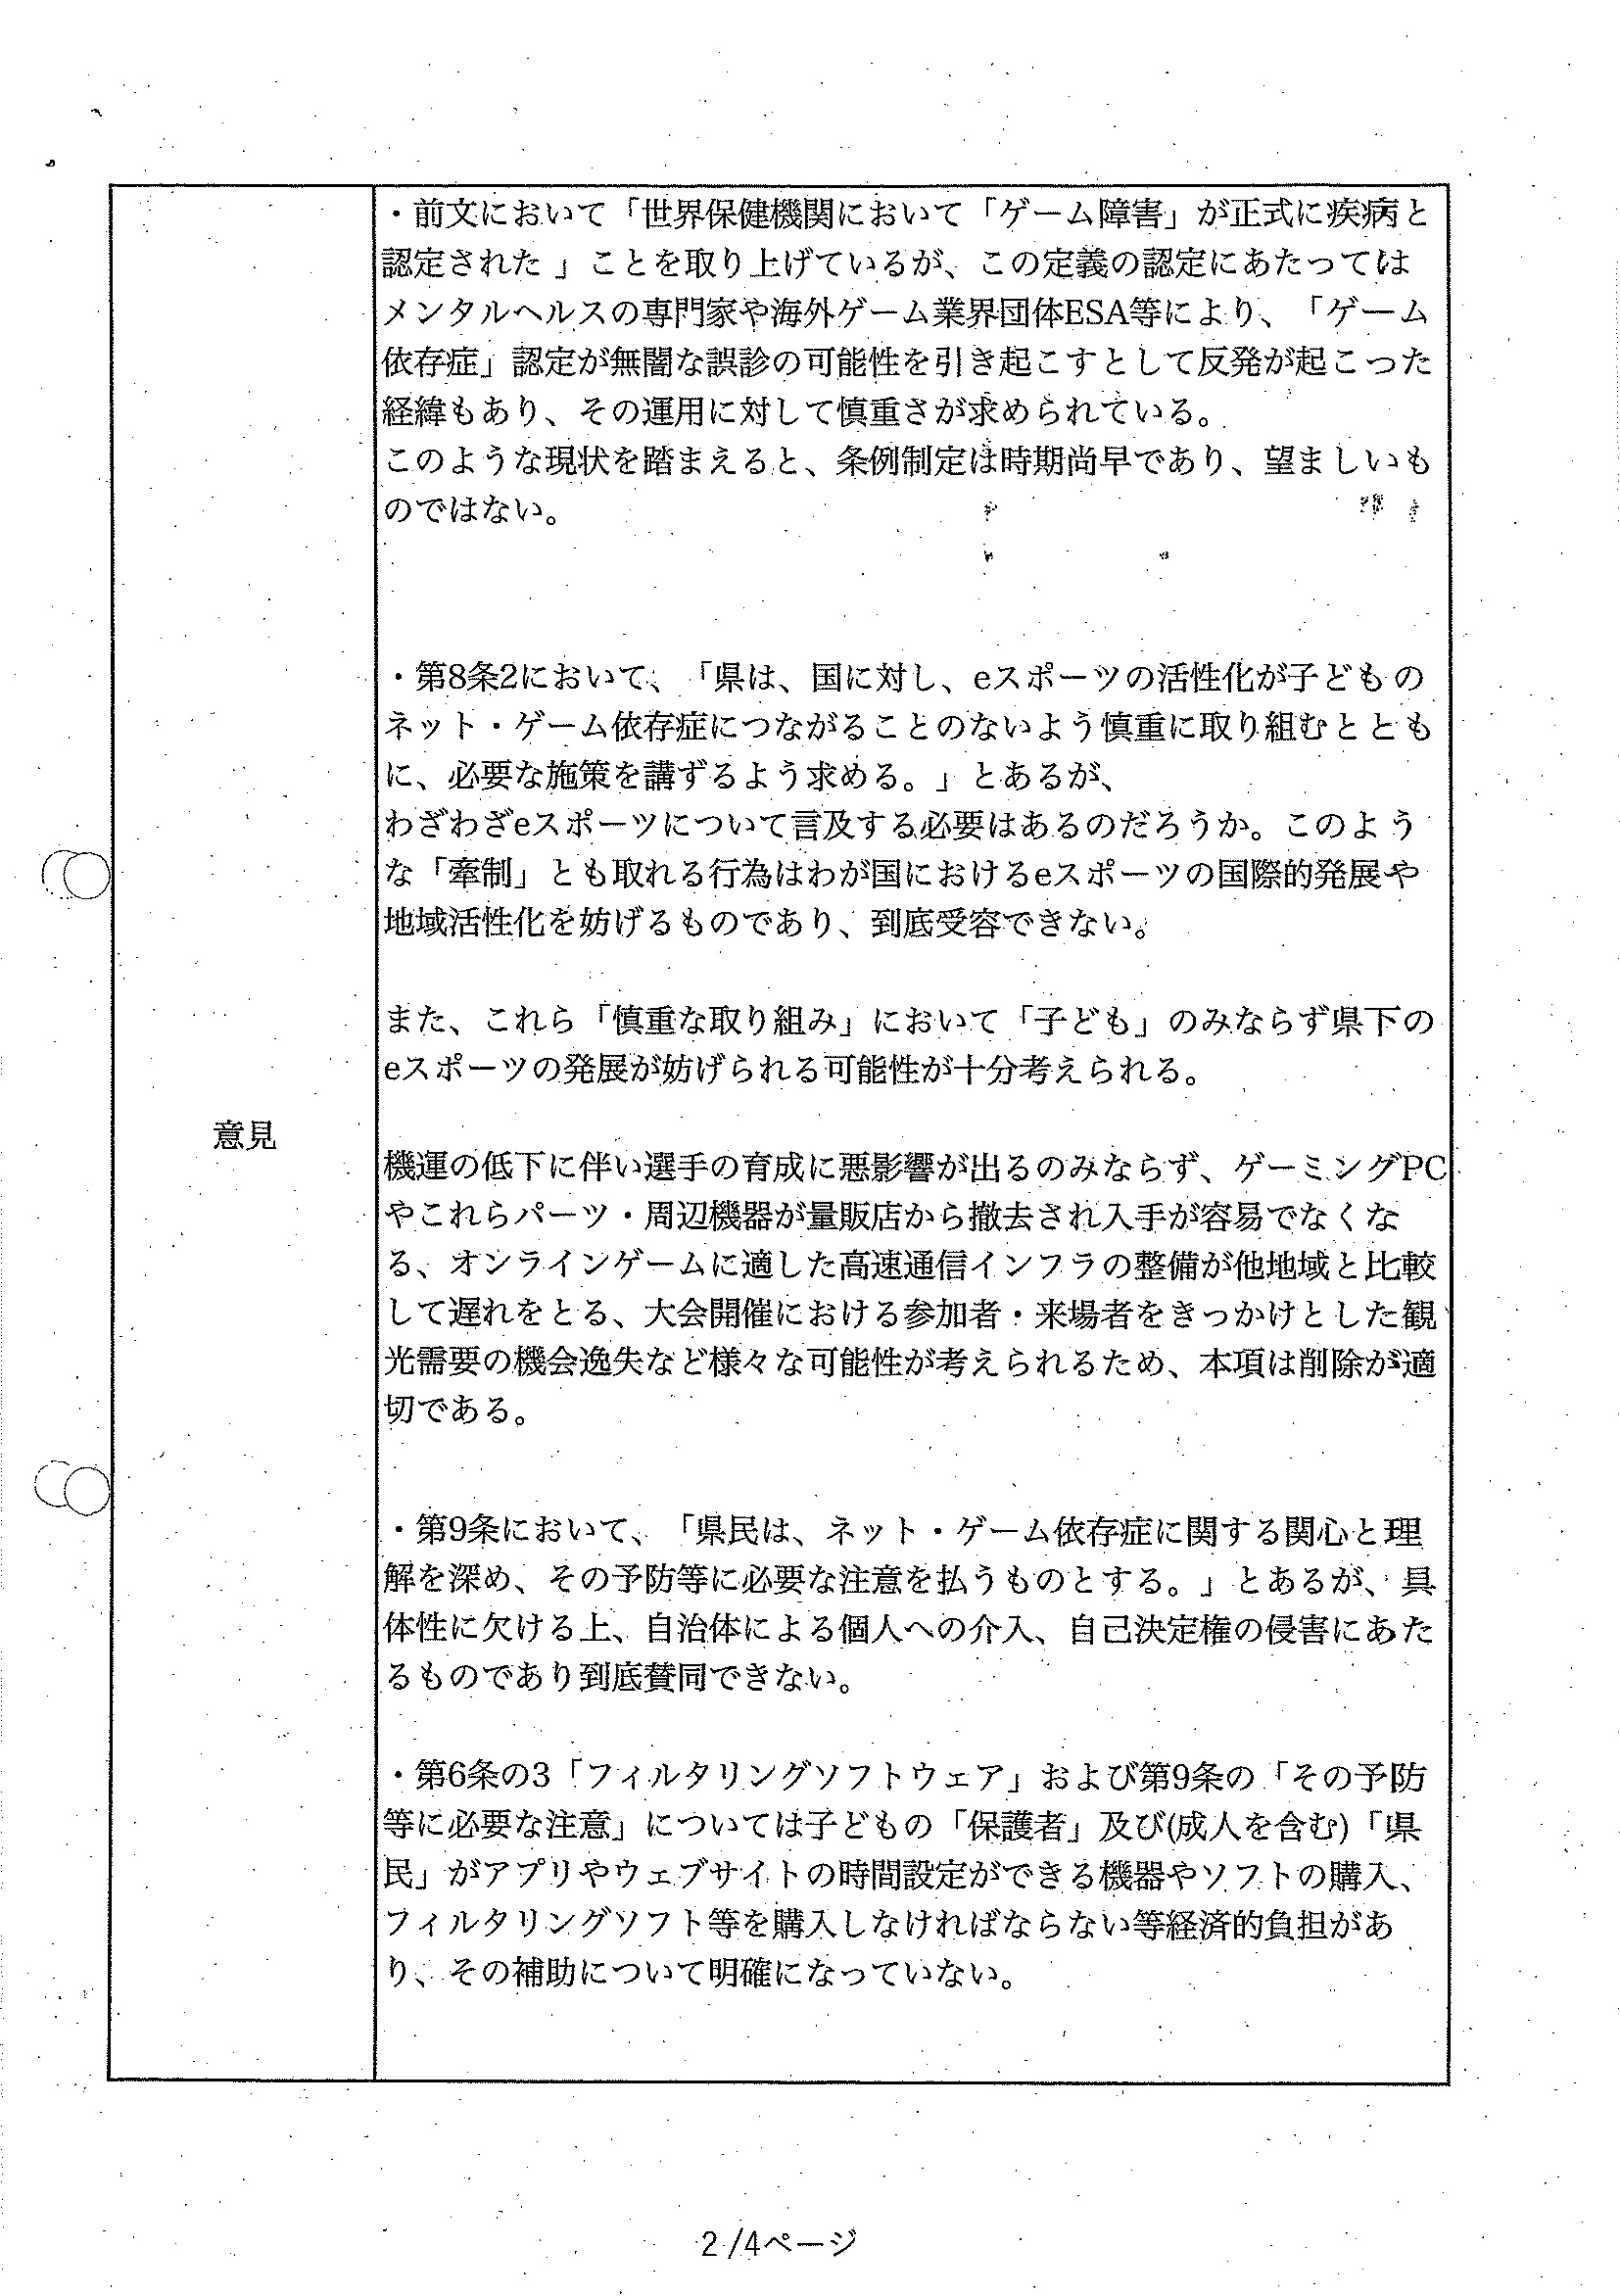 ・前文において「世界保健機関において「ゲーム障害」が正式に疾病と
認定された 」ことを取り上げているが、この定義の認定にあたっては
メンタルヘルスの専門家や海外ゲーム業界団体ESA等により、「ゲーム
依存症」認定が無闇な誤診の可能性を引き起こすとして反発が起こった
経緯もあり、その運用に対して慎重さが求められている。
このような現状を踏まえると、条例制定は時期尚早であり、望ましいも
のではない。
・第8条2において、「県は、国に対し、eスポーツの活性化が子どもの
ネット・ゲーム依存症につながることのないよう慎重に取り組むととも
に、必要な施策を講ずるよう求める。」とあるが、
わざわざeスポーツについて言及する必要はあるのだろうか。このよう
な「牽制」とも取れる行為はわが国におけるeスポーツの国際的発展や
地域活性化を妨げるものであり、到底受容できない。
また、これら「慎重な取り組み」において「子ども」のみならず県下の
eスポーツの発展が妨げられる可能性が十分考えられる。
意見
機運の低下に伴い選手の育成に悪影響が出るのみならず、ゲーミングPC
やこれらパーツ・周辺機器が量販店から撤去され入手が容易でなくな
る、オンラインゲームに適した高速通信インフラの整備が他地域と比較
して遅れをとる、大会開催における参加者・来場者をきっかけとした観
光需要の機会逸失など様々な可能性が考えられるため、本項は削除が適
切である。
・第9条において、「県民は、ネット・ゲーム依存症に関する関心と理
解を深め、その予防等に必要な注意を払うものとする。」とあるが、具
体性に欠ける上、自治体による個人への介入、自己決定権の侵害にあた
るものであり到底賛同できない。
・第6条の3「フィルタリングソフトウェア」および第9条の「その予防
等に必要な注意」については子どもの「保護者」及び(成人を含む)「県
民」がアプリやウェブサイトの時間設定ができる機器やソフトの購入、
フィルタリングソフト等を購入しなければならない等経済的負担があ
り、その補助について明確になっていない。
2/4ページ